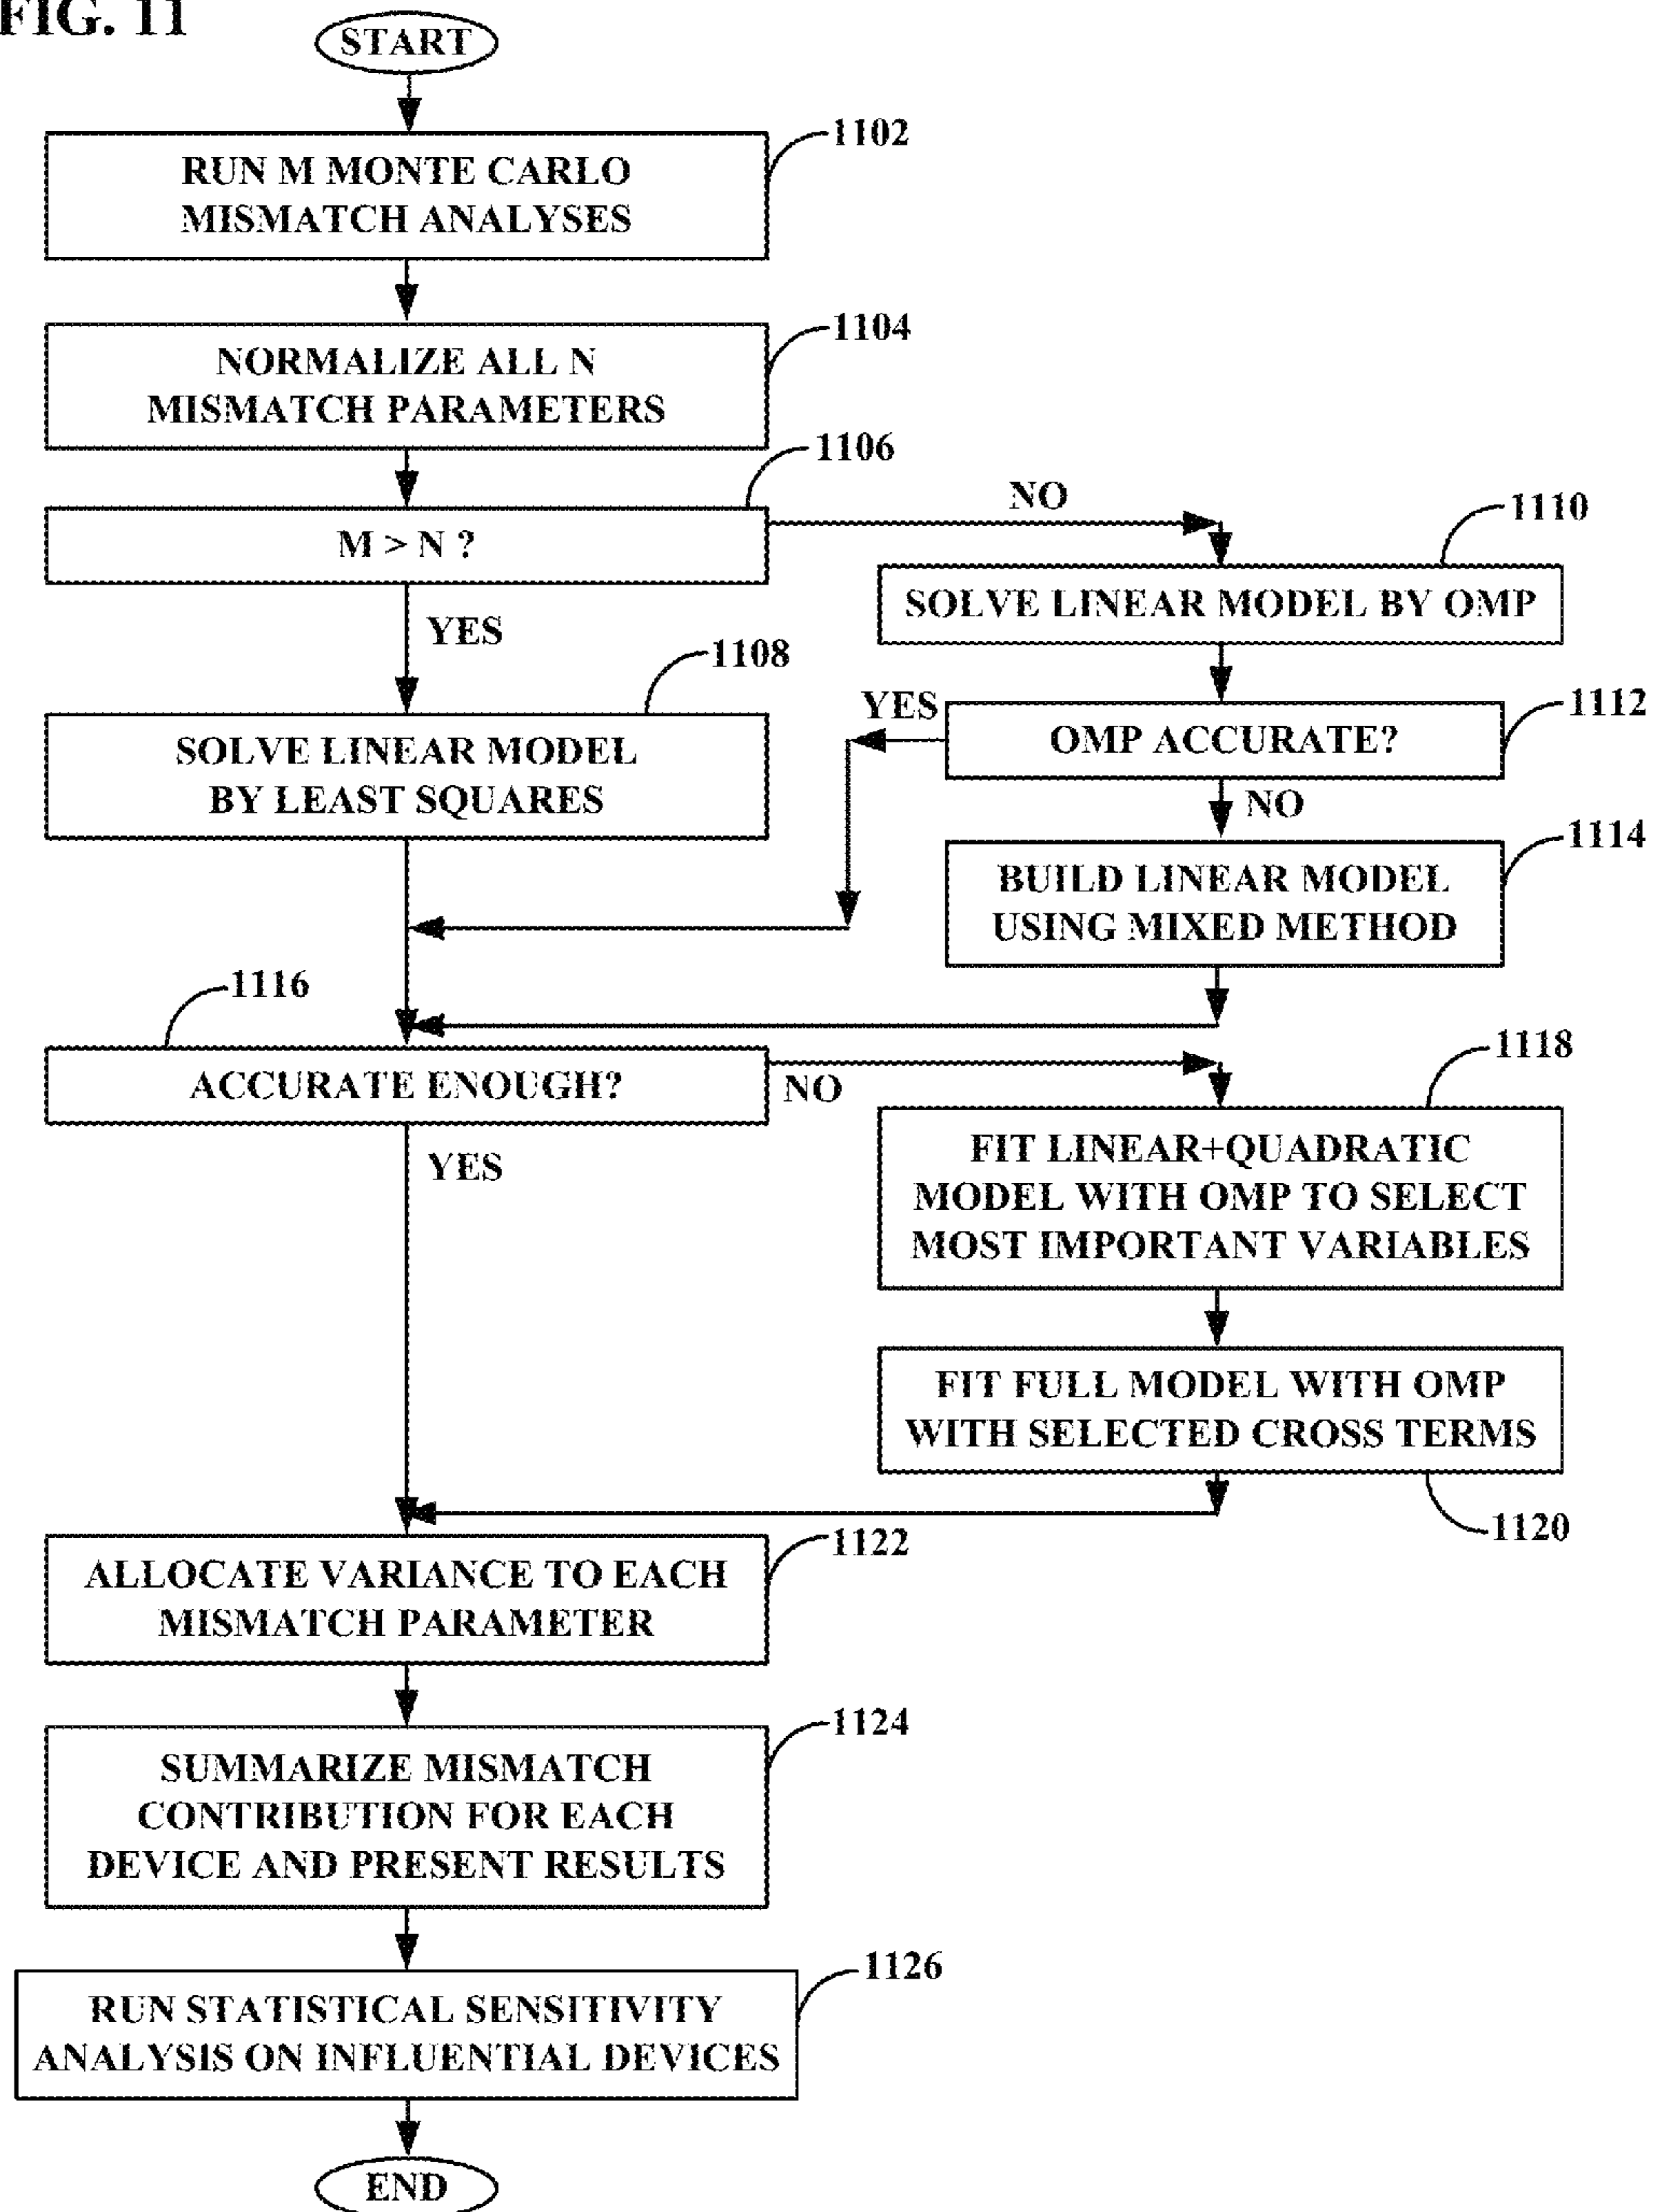 FIG. 11
START
1102
RUN M MONTE CARLO
MISMATCH ANALYSES
1104
NORMALIZE ALL N
MISMATCH PARAMETERS
1106
M > N ?
NO
1110
SOLVE LINEAR MODEL BY OMP
YES
1108
SOLVE LINEAR MODEL
BY LEAST SQUARES
YES
1112
OMP ACCURATE?
NO
1114
BUILD LINEAR MODEL
USING MIXED METHOD
1116
ACCURATE ENOUGH?
NO
1118
FIT LINEAR+QUADRATIC
MODEL WITH OMP TO SELECT
MOST IMPORTANT VARIABLES
YES
FIT FULL MODEL WITH OMP
WITH SELECTED CROSS TERMS
1120
1122
ALLOCATE VARIANCE TO EACH
MISMATCH PARAMETER
1124
SUMMARIZE MISMATCH
CONTRIBUTION FOR EACH
DEVICE AND PRESENT RESULTS
1126
RUN STATISTICAL SENSITIVITY
ANALYSIS ON INFLUENTIAL DEVICES
END